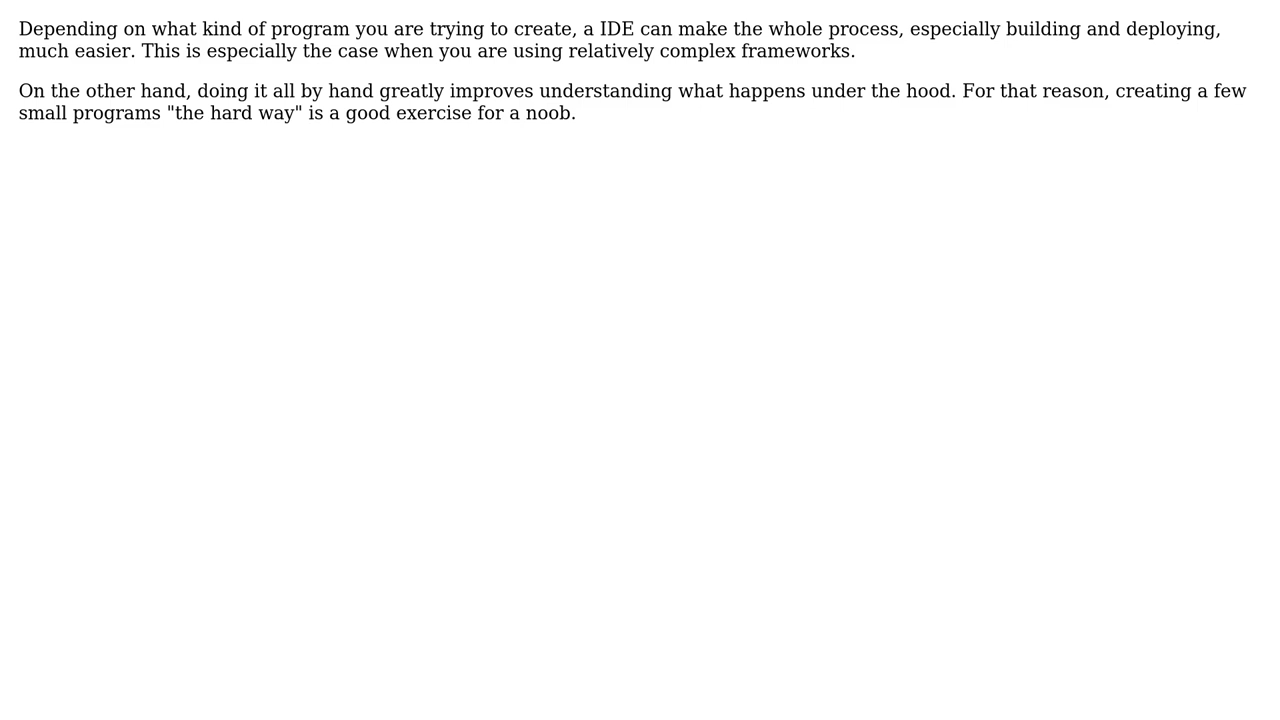 Depending on what kind of program you are trying to create, a IDE can make the whole process, especially building and deploying,
much easier. This is especially the case when you are using relatively complex frameworks.
On the other hand, doing it all by hand greatly improves understanding what happens under the hood. For that reason, creating a few
small programs "the hard way" is a good exercise for a noob.